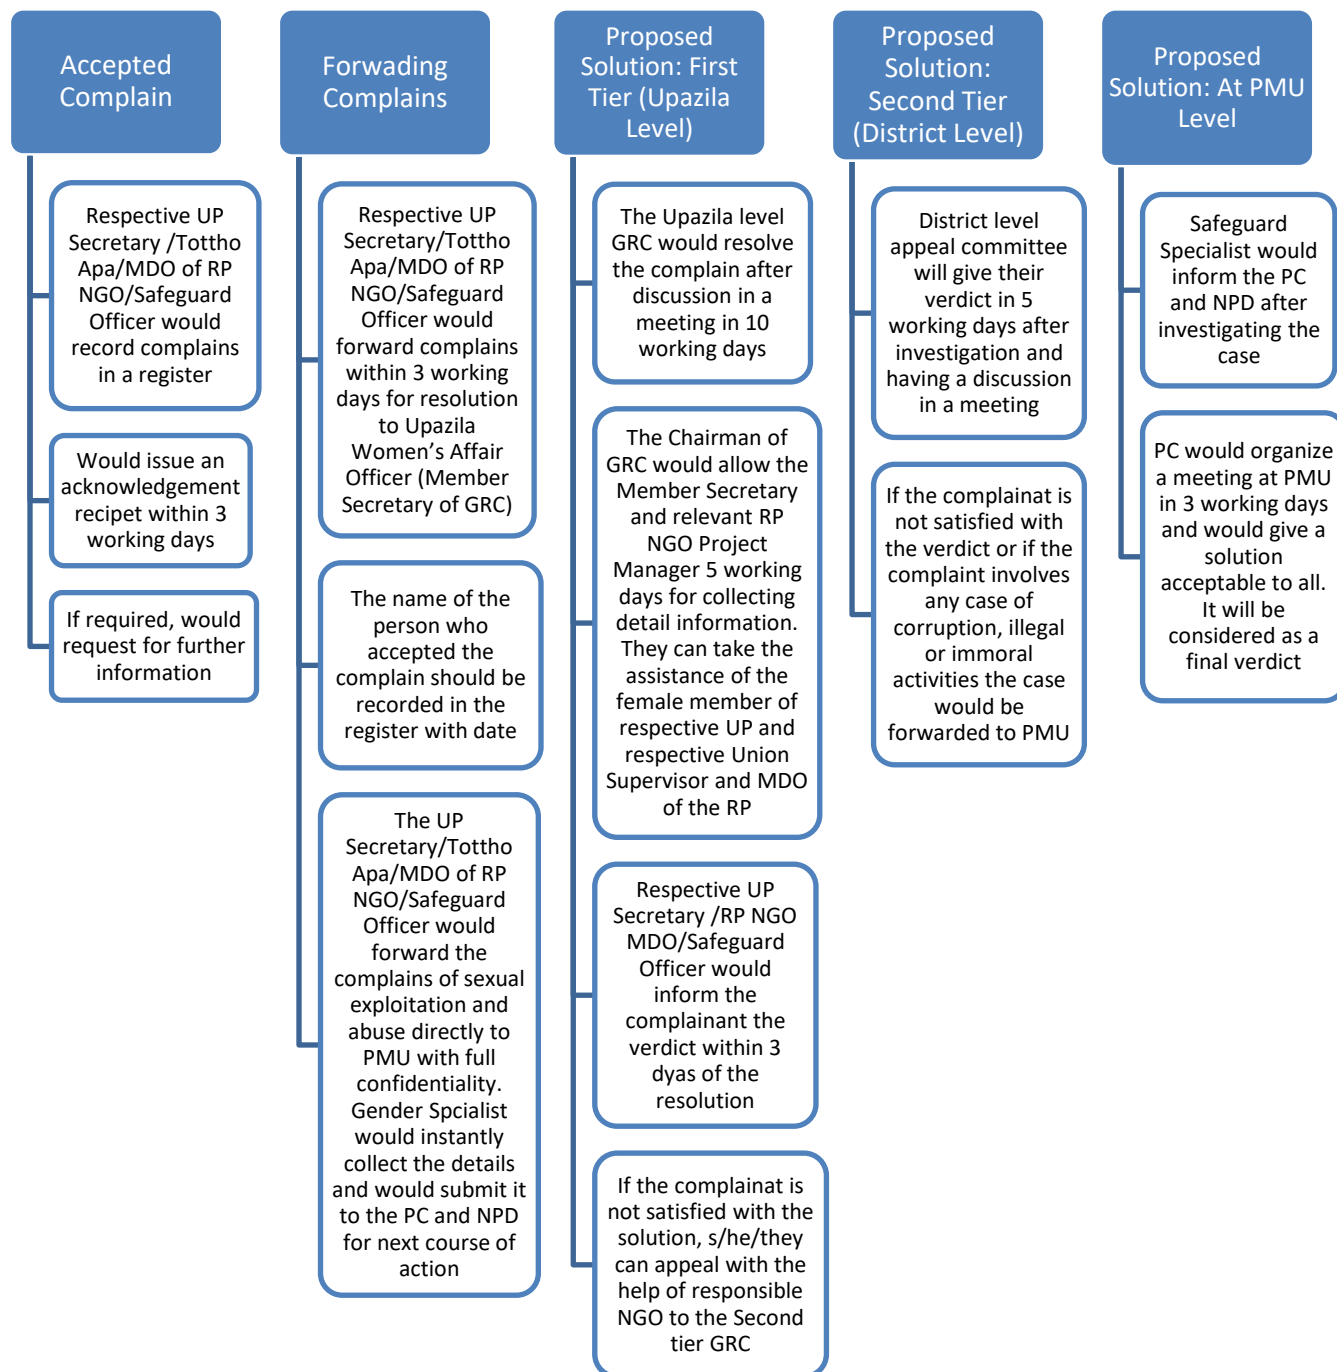 Accepted
Complain
Respective UP
Secretary /Tottho
Apa/MDO of RP
NGO/Safeguard
Officer would
record complains
in a register
Would issue an
acknowledgement
recipet within 3
working days
If required, would
request for further
information
Forwading
Complains
Respective UP
Secretary/Tottho
Apa/MDO of RP
NGO/Safeguard
Officer would
forward complains
within 3 working
days for resolution
to Upazila
Women’s Affair
Officer (Member
Secretary of GRC)
The name of the
person who
accepted the
complain should be
recorded in the
register with date
The UP
Secretary/Tottho
Apa/MDO of RP
NGO/Safeguard
Officer would
forward the
complains of sexual
exploitation and
abuse directly to
PMU with full
confidentiality.
Gender Spcialist
would instantly
collect the details
and would submit it
to the PC and NPD
for next course of
action
Proposed
Solution: First
Tier (Upazila
Level)
The Upazila level
GRC would resolve
the complain after
discussion in a
meeting in 10
working days
The Chairman of
GRC would allow the
Member Secretary
and relevant RP
NGO Project
Manager 5 working
days for collecting
detail information.
They can take the
assistance of the
female member of
respective UP and
respective Union
Supervisor and MDO
of the RP
Respective UP
Secretary /RP NGO
MDO/Safeguard
Officer would
inform the
complainant the
verdict within 3
dyas of the
resolution
If the complainat is
not satisfied with the
solution, s/he/they
can appeal with the
help of responsible
NGO to the Second
tier GRC
Proposed
Solution:
Second Tier
(District Level)
District level
appeal committee
will give their
verdict in 5
working days after
investigation and
having a discussion
in a meeting
If the complainat is
not satisfied with
the verdict or if the
complaint involves
any case of
corruption, illegal
or immoral
activities the case
would be
forwarded to PMU
Proposed
Solution: At PMU
Level
Safeguard
Specialist would
inform the PC
and NPD after
investigating the
case
PC would organize
a meeting at PMU
in 3 working days
and would give a
solution
acceptable to all.
It will be
considered as a
final verdict